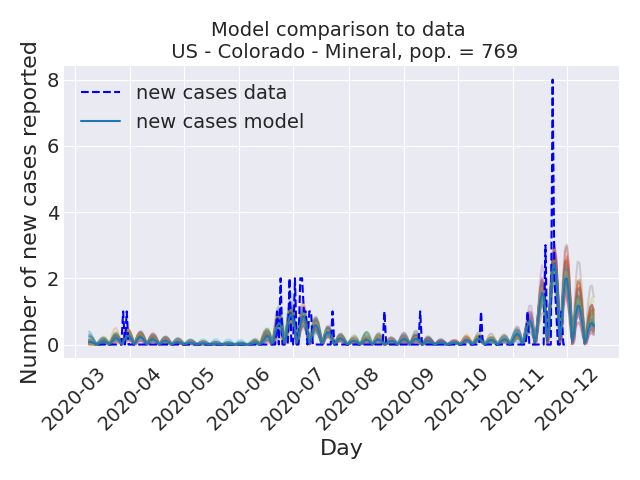 Model comparison to data
US - Colorado - Mineral, pop. = 769
Number of new cases reported
8
6
4
2
0
new cases data
new cases model
2020-03
2020-04
2020-05
2020-06
2020-07
2020-08
2020-09
2020-10
2020-11
2020-12
Day